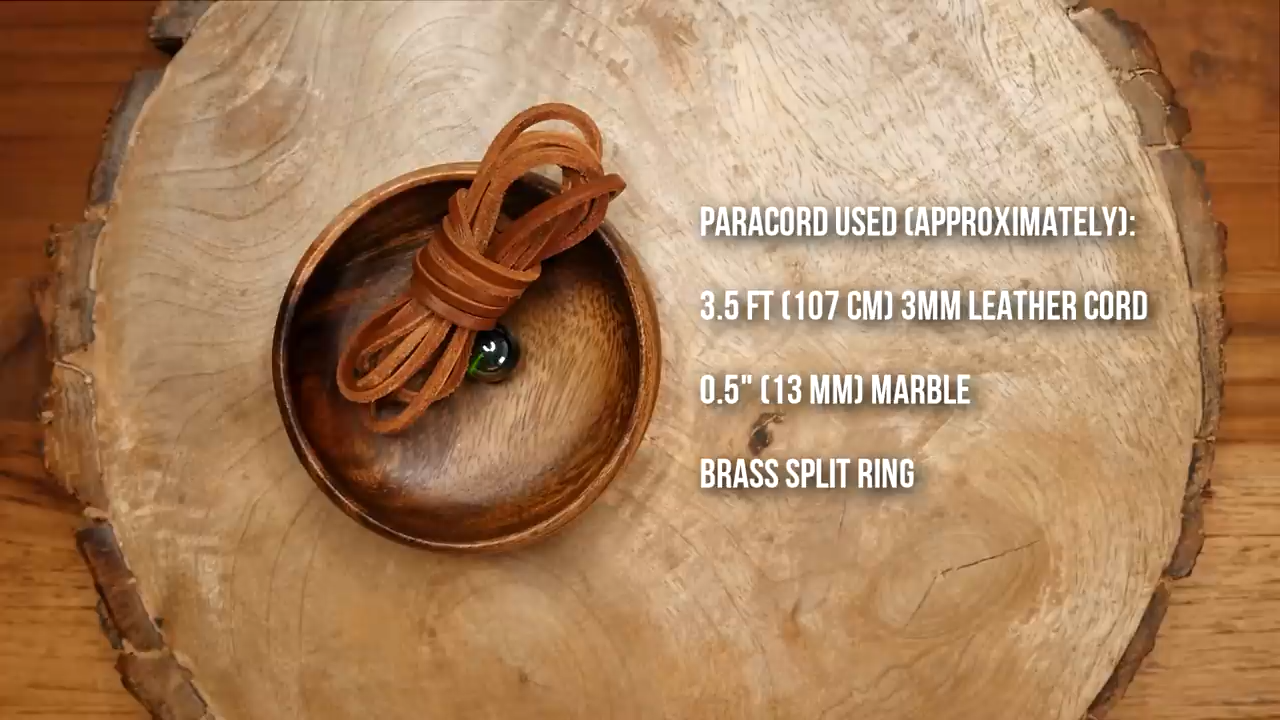 PARACORD USED (APPROXIMATELY):
3.5 FT (107 CM) 3MM LEATHER CORD
0.5" (13 MM) MARBLE
BRASS SPLIT RING